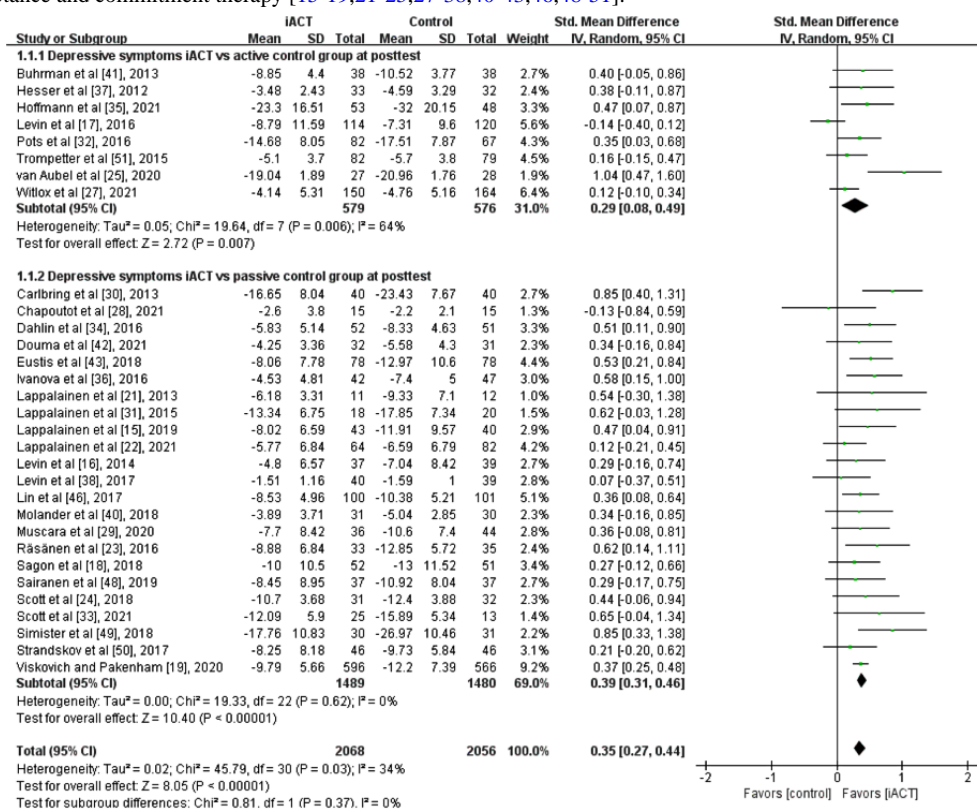 iACT Control Std. Mean Difference Std. Mean Difference
Study or Subgroup Mean SD Total Mean SD Total Weight IV, Random, 95% CI IV, Random, 95% CI
1.1.1 Depressive symptoms iACT vs active control group at posttest
Buhrman et al [41], 2013 -8.85 4.4 38 -10.52 3.77 38 2.7% 0.40 [-0.05, 0.86]
Hesser et al [37], 2012 -3.48 2.43 33 -4.59 3.29 32 2.4% 0.38 [-0.11, 0.87]
Hoffmann et al [35], 2021 -23.3 16.51 53 -32 20.15 48 3.3% 0.47 [0.07, 0.87]
Levin et al [17], 2016 -8.79 11.59 114 -7.31 9.6 120 5.6% -0.14 [-0.40, 0.12]
Pots et al [32], 2016 -14.68 8.05 82 -17.51 7.87 67 4.4% 0.35 [0.03, 0.68]
Trompetter et al [51], 2015 -5.1 3.7 82 -5.7 3.8 79 4.6% 0.16 [-0.15, 0.47]
van Aubel et al [25], 2020 -19.04 1.89 27 -20.96 1.76 28 1.9% 1.04 [0.47, 1.60]
Witlox et al [27], 2021 -4.14 5.31 150 -4.76 5.16 164 6.4% 0.12 [-0.10, 0.34]
Subtotal (95% CI) 579 576 31.0% 0.29 [0.08, 0.49]
Heterogeneity: Tau² = 0.05; Chi² = 19.64, df = 7 (P = 0.006); I² = 64%
Test for overall effect: Z = 2.72 (P = 0.007)
1.1.2 Depressive symptoms iACT vs passive control group at posttest
Carlbring et al [30], 2013 -16.65 8.04 40 -23.43 7.67 40 2.7% 0.85 [0.40, 1.31]
Chapoutot et al [28], 2021 -2.6 3.8 15 -2.2 2.1 15 1.3% -0.13 [-0.84, 0.59]
Dahlin et al [34], 2016 -5.83 5.14 52 -8.33 4.63 51 3.3% 0.51 [0.11, 0.90]
Douma et al [42], 2021 -4.25 3.36 32 -5.58 4.3 31 2.4% 0.34 [-0.16, 0.84]
Eustis et al [43], 2018 -8.06 7.78 78 -12.97 10.6 78 4.4% 0.53 [0.21, 0.84]
Ivanova et al [36], 2016 -4.53 4.81 42 -7.4 5 47 3.0% 0.58 [0.15, 1.00]
Lappalainen et al [21], 2013 -6.18 3.31 11 -9.33 7.1 12 1.0% 0.54 [-0.30, 1.38]
Lappalainen et al [31], 2015 -13.34 6.75 18 -17.85 7.34 20 1.5% 0.62 [-0.03, 1.28]
Lappalainen et al [15], 2019 -8.02 6.59 43 -11.91 9.57 40 2.9% 0.47 [0.04, 0.91]
Lappalainen et al [22], 2021 -5.77 6.84 64 -6.59 6.79 82 4.3% 0.12 [-0.21, 0.45]
Levin et al [16], 2014 -4.8 6.57 37 -7.04 8.42 39 2.7% 0.29 [-0.16, 0.74]
Levin et al [38], 2017 -1.51 1.16 40 -1.59 1 39 2.8% 0.07 [-0.37, 0.51]
Lin et al [46], 2017 -8.53 4.96 100 -10.38 5.21 101 5.1% 0.36 [0.08, 0.64]
Molander et al [40], 2018 -3.89 3.71 31 -5.04 2.85 30 2.3% 0.34 [-0.16, 0.85]
Muscara et al [29], 2020 -7.7 8.42 36 -10.6 7.4 44 2.8% 0.36 [-0.08, 0.81]
Räsänen et al [23], 2016 -8.88 6.84 33 -12.85 5.72 35 2.4% 0.62 [0.14, 1.11]
Sagon et al [18], 2018 -10 10.5 52 -13 11.52 51 3.4% 0.27 [-0.12, 0.66]
Sairanen et al [48], 2019 -8.45 8.95 37 -10.92 8.04 37 2.7% 0.29 [-0.17, 0.75]
Scott et al [24], 2018 -10.7 3.68 31 -12.4 3.88 32 2.4% 0.44 [-0.06, 0.94]
Scott et al [33], 2021 -12.09 5.9 25 -15.89 5.34 13 1.4% 0.65 [-0.04, 1.34]
Simister et al [49], 2018 -17.76 10.83 30 -26.97 10.46 31 2.2% 0.85 [0.33, 1.38]
Strandskov et al [50], 2017 -8.25 8.18 46 -9.73 5.84 46 3.1% 0.21 [-0.20, 0.62]
Viskovich and Pakenham [19], 2020 -9.79 5.66 596 -12.2 7.39 566 9.2% 0.37 [0.25, 0.48]
Subtotal (95% CI) 1489 1480 69.0% 0.39 [0.31, 0.46]
Heterogeneity: Tau² = 0.00; Chi² = 19.33, df = 22 (P = 0.62); I² = 0%
Test for overall effect: Z = 10.40 (P < 0.00001)
Total (95% CI) 2068 2056 100.0% 0.35 [0.27, 0.44]
Heterogeneity: Tau² = 0.02; Chi² = 45.79, df = 30 (P = 0.03); I² = 34%
Test for overall effect: Z = 8.05 (P < 0.00001)
Test for subgroup differences: Chi² = 0.81, df = 1 (P = 0.37), I² = 0%
-2 -1 0 1 2
Favors [control] Favors [iACT]